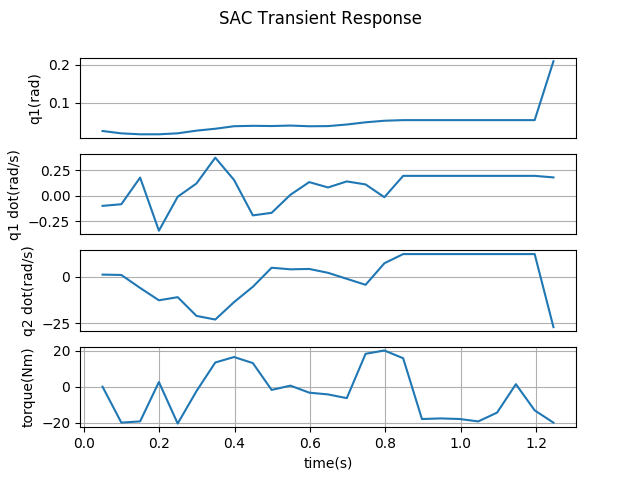 SAC Transient Response
q1(rad)
0.2
0.1
q1 dot(rad/s)
0.25
0.00
−0.25
q2 dot(rad/s)
0
−25
torque(Nm)
20
0
−20
0.0 0.2 0.4 0.6 0.8 1.0 1.2
time(s)